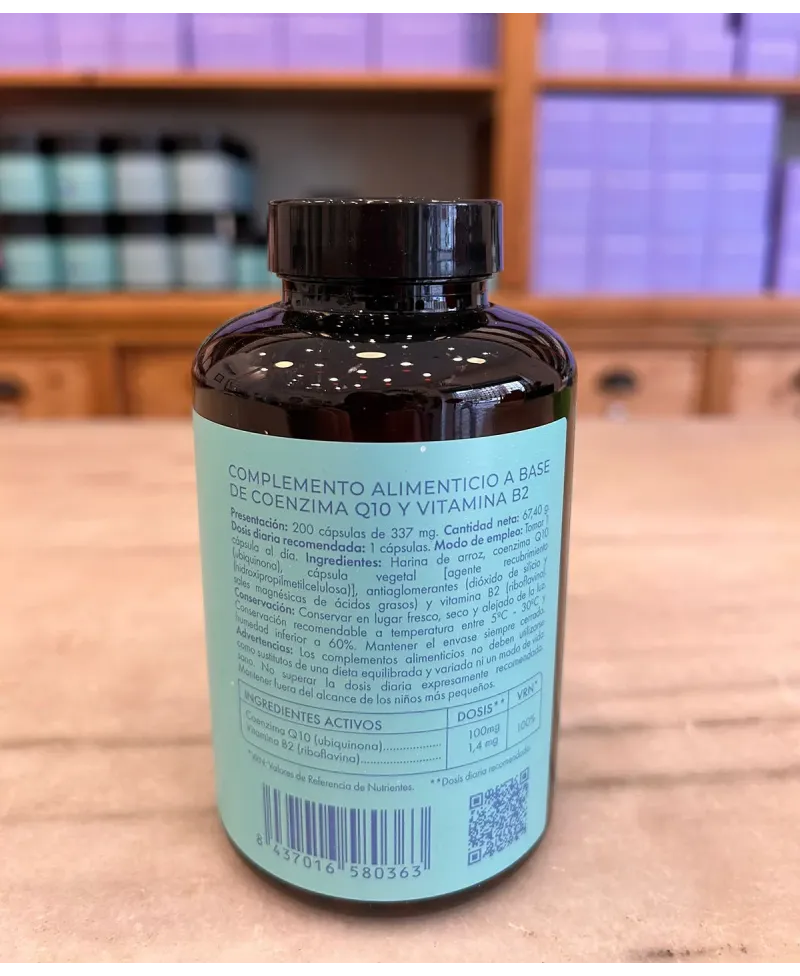 COMPLEMENTO ALIMENTICIO A BASE
DE COENZIMA Q10 Y VITAMINA B2
Presentación: 200 cápsulas de 337 mg. Cantidad neta: 67,40 g
Dosis diaria recomendada: 1 cápsulas. Modo de empleo: Tomar 1
cápsula al día. Ingredientes: Harina de arroz, coenzima Q10
(ubiquinona), cápsula vegetal [agente recubrimiento
(hidroxipropilmetilcelulosa)], antiaglomerantes (dióxido de silicio y
sales magnésicas de ácidos grasos) y vitamina B2 (riboflavina).
Conservación: Conservar en lugar fresco, seco y alejado de la luz.
Conservación recomendable a temperatura entre 5ºC - 30ºC y
humedad inferior a 60%. Mantener el envase siempre cerrado.
Advertencias: Los complementos alimenticios no deben utilizarse
como sustitutos de una dieta equilibrada y variada ni un modo de vida
sano. No superar la dosis diaria expresamente recomendada.
Mantener fuera del alcance de los niños más pequeños.
INGREDIENTES ACTIVOS DOSIS** VRN*
Coenzima Q10 (ubiquinona).................. 100mg
Vitamina B2 (riboflavina)......................... 1,4 mg 100%
*VRN: Valores de Referencia de Nutrientes. **Dosis diaria recomendada
8 437016 580363